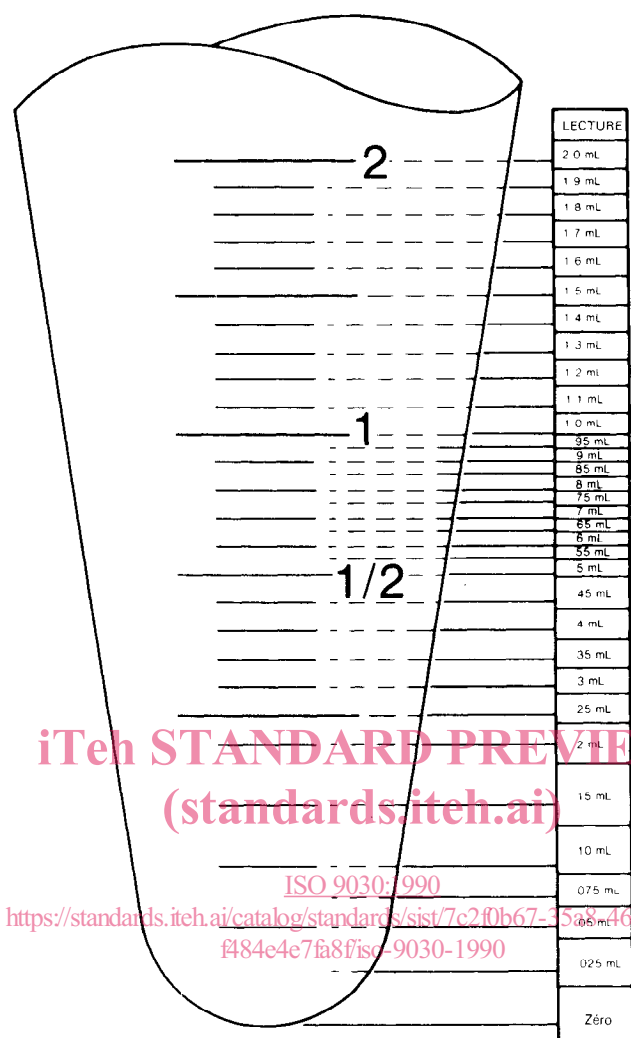 LECTURE
2
2 0 mL
1 9 mL
1 8 mL
1 7 mL
1 6 mL
1 5 mL
1 4 mL
1 3 mL
1 2 mL
1 1 mL
1 0 mL
1
95 mL
9 mL
85 mL
8 mL
75 mL
7 mL
65 mL
6 mL
55 mL
5 mL
1/2
45 mL
4 mL
35 mL
3 mL
25 mL
iTeh STANDARD
2 mL
(standards.iteh.ai)
15 mL
10 mL
ISO 9030:1990
075 mL
https://standards.iteh.ai/catalog/standards/sist/7c2f0b67-35a8-46
05 mL
f484e4e7fa8f/iso-9030-1990
025 mL
Zéro